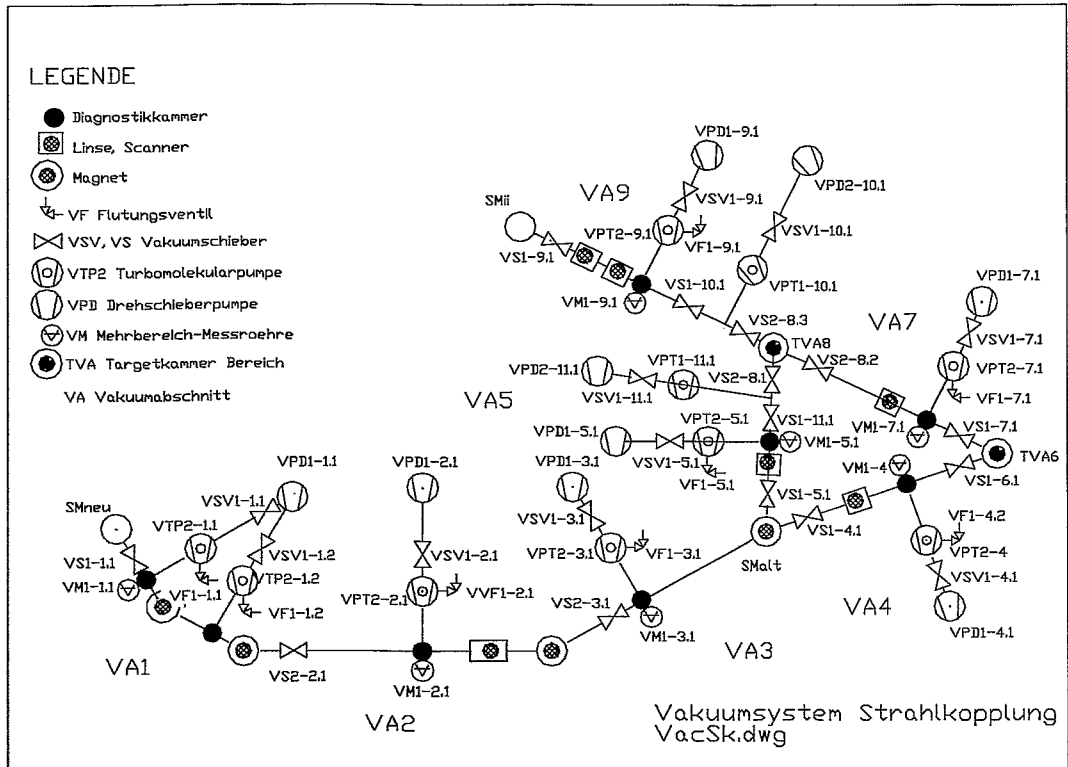 LEGENDE
Diagnostikkammer
Linse, Scanner
Magnet
VF Flutungsventil
VSV, VS Vakuumschieber
VTP2 Turbomolekularpumpe
VPD Drehschleberpumpe
VM Mehrbereich-Messroehre
TVA Targetkammer Bereich
VA Vakuumabschnitt
VPD1-9.1
VPD2-10.1
VA9
SMii
VSV1-9.1
VPT2-9.1
VF1-9.1
VSV1-10.1
VS1-9.1
VS1-10.1
VPT1-10.1
VM1-9.1
VPD1-7.1
VS2-8.3
VA7
VSV1-7.1
TVA8
VS2-8.2
VPT1-11.1
VPD2-11.1
VS2-8.1
VPT2-7.1
VSV1-11.1
VF1-7.1
VA5
VPT2-5.1
VS1-11.1
VPD1-5.1
VM1-5.1
VM1-7.1
VS1-7.1
VSV1-5.1
TVA6
VPD1-1.1
VPD1-2.1
VPD1-3.1
VF1-5.1
VM1-4
VS1-6.1
SMneu
VSV1-1.1
VS1-5.1
VTP2-1.1
VSV1-3.1
VS1-4.1
VF1-4.2
VS1-1.1
VSV1-1.2
VSV1-2.1
VPT2-3.1
VF1-3.1
SMalt
VPT2-4
VM1-1.1
VF1-1.1
VTP2-1.2
VPT2-2.1
VVF1-2.1
VSV1-4.1
VF1-1.2
VS2-3.1
VA4
VPD1-4.1
VM1-3.1
VA1
VS2-2.1
VM1-2.1
VA3
VA2
Vakuumsystem Strahlkopplung
VacSk.dwg